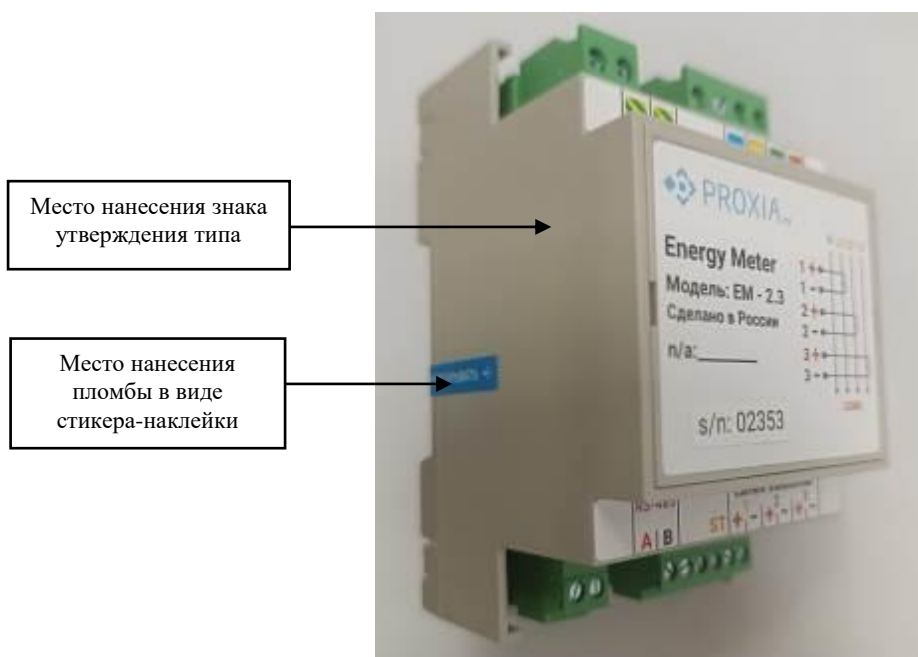 Место нанесения знака
утверждения типа
Место нанесения
пломбы в виде
стикера-наклейки
PROXIA
Energy Meter
Модель: EM - 2.3
Сделано в России
n/a:______
s/n: 02353
1 +
1 -
2 +
2 -
3 +
3 -
RS-485
A B
ST + - + - + -